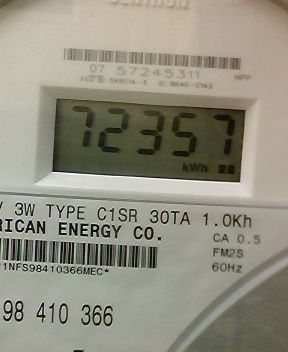 07 57245311 HPP
72357
kWh
V 3W TYPE C1SR 30TA 1.0Kh
RICAN ENERGY CO. CA 0.5
FM2S
1NFS98410366MEC* 60Hz
98 410 366